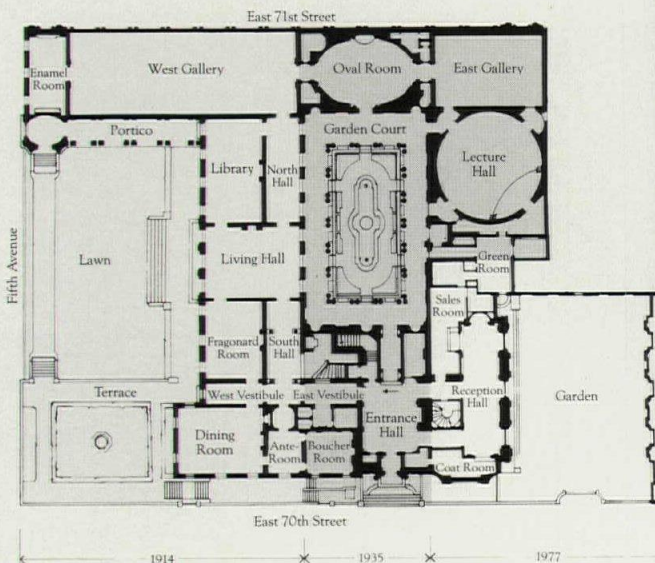 East 71st Street
Enamel
Room
West Gallery
Oval Room
East Gallery
Portico
Garden Court
Library
North
Hall
Lecture
Hall
Fifth Avenue
Lawn
Living Hall
Green
Room
Sales
Room
Fragonard
Room
South
Hall
Terrace
West Vestibule
East Vestibule
Reception
Hall
Garden
Entrance
Hall
Dining
Room
Ante-
Room
Boucher
Room
Coat Room
East 70th Street
1914
1935
1977